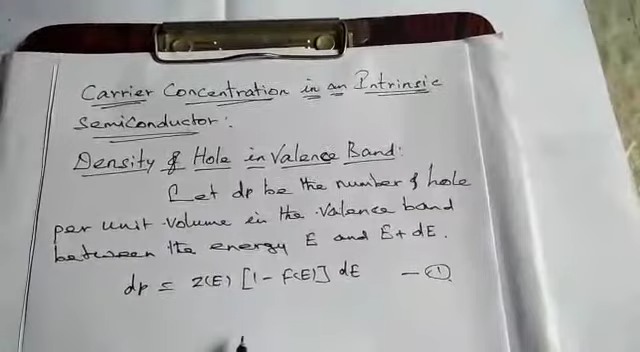 Carrier Concentration in an Intrinsic
Semiconductor:
Density of Hole in Valence Band:
Let dp be the number of hole
per unit volume in the valence band
between the energy E and E+dE.
dp = Z(E) [1 - F(E)] dE — ①